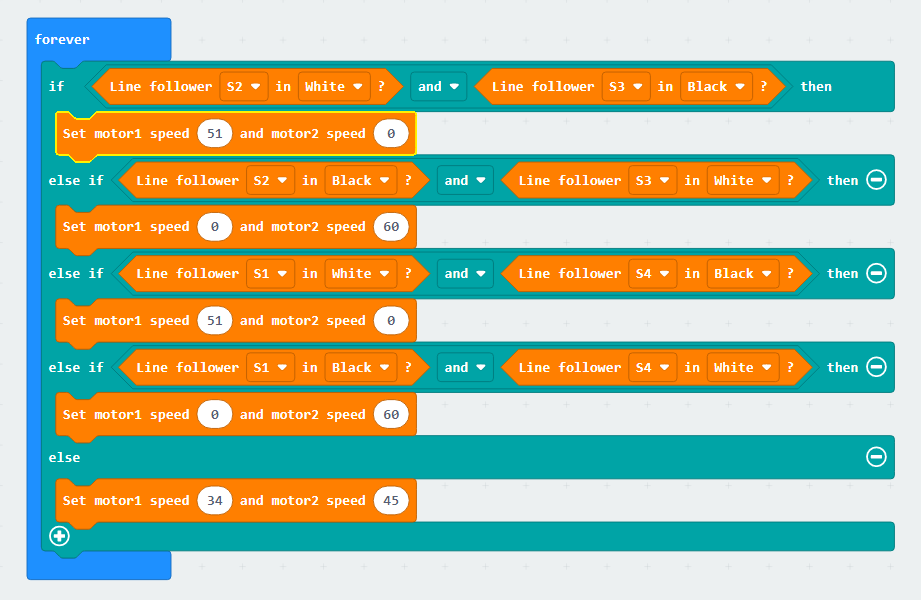 forever
if Line follower S2 in White ? and Line follower S3 in Black ? then
Set motor1 speed 51 and motor2 speed 0
else if Line follower S2 in Black ? and Line follower S3 in White ? then
Set motor1 speed 0 and motor2 speed 60
else if Line follower S1 in White ? and Line follower S4 in Black ? then
Set motor1 speed 51 and motor2 speed 0
else if Line follower S1 in Black ? and Line follower S4 in White ? then
Set motor1 speed 0 and motor2 speed 60
else
Set motor1 speed 34 and motor2 speed 45